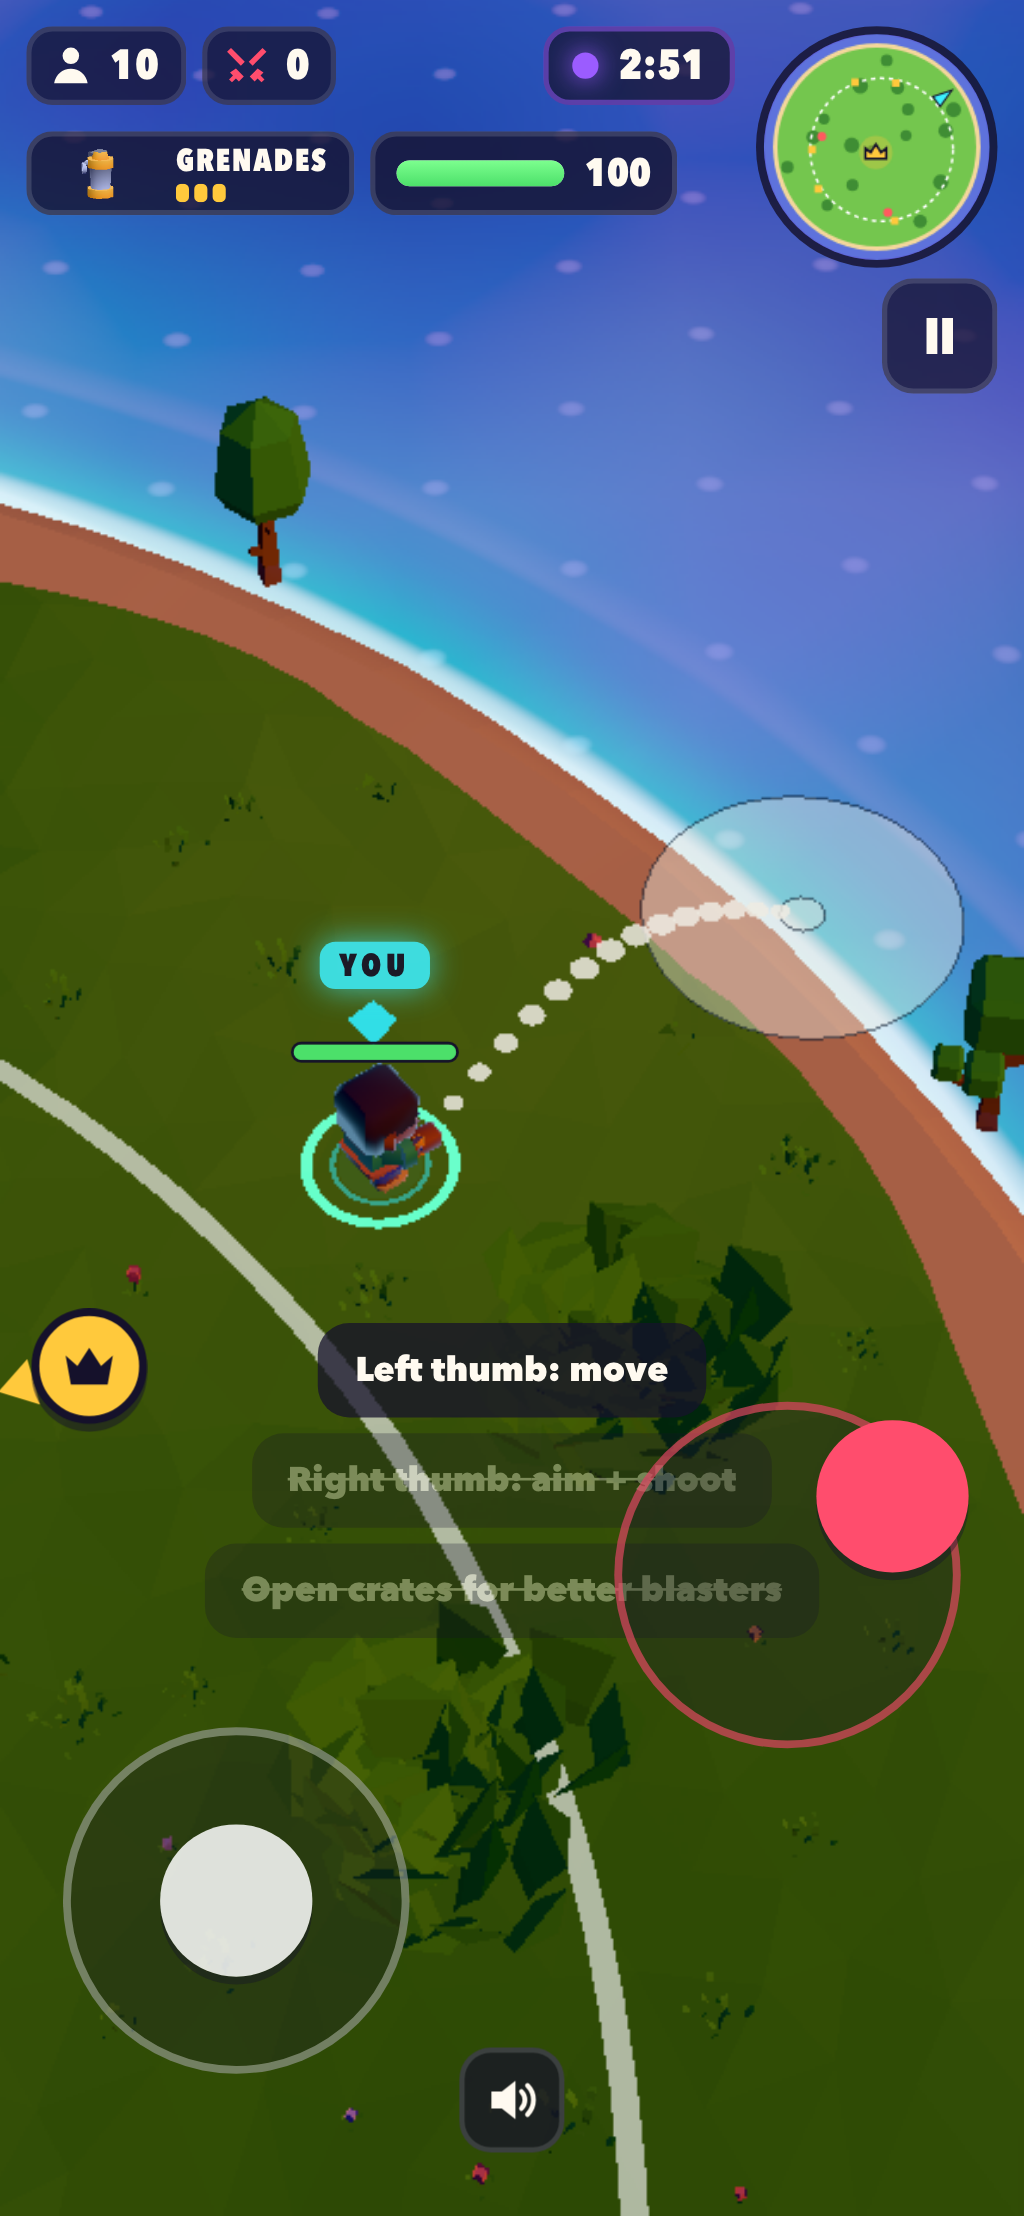 10
0
2:51
GRENADES
100
YOU
Left thumb: move
Right thumb: aim + shoot
Open crates for better blasters